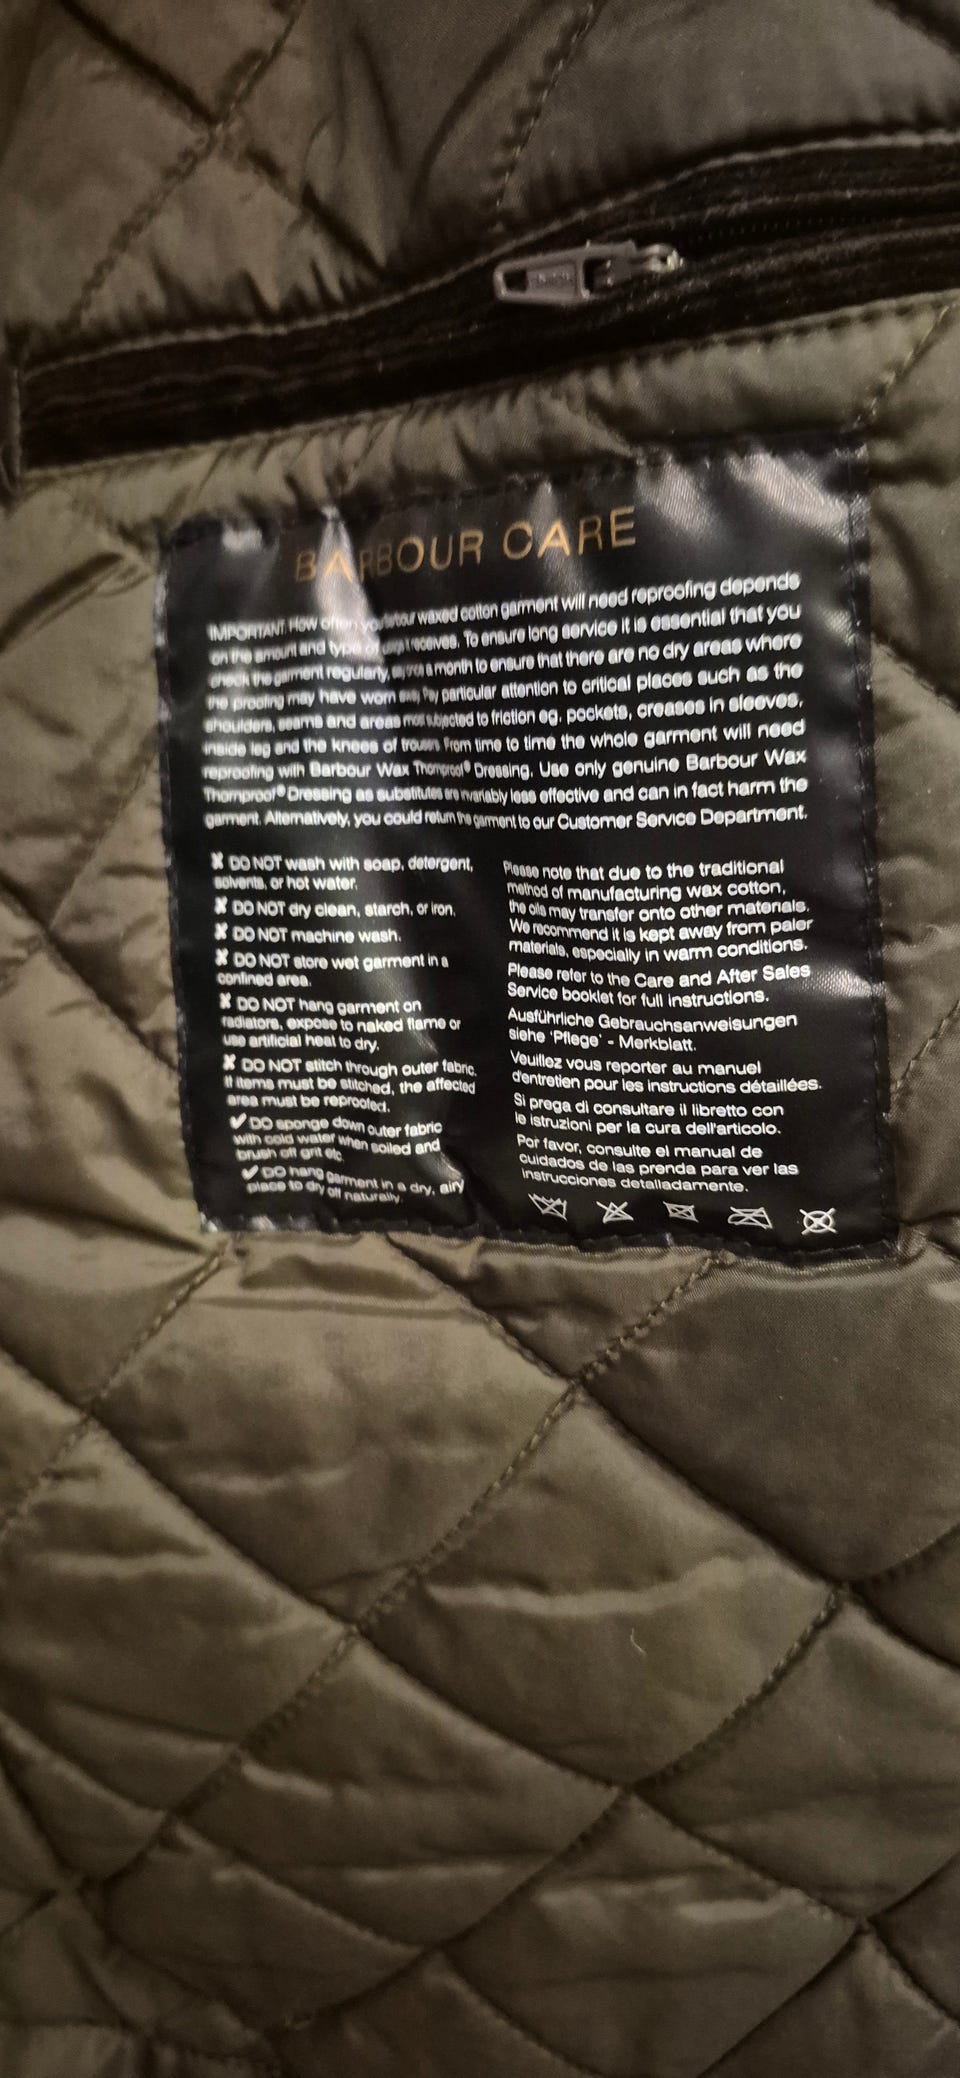 BARBOUR CARE
IMPORTANT: How often your Barbour waxed cotton garment will need reproofing depends
on the amount and type of use it receives. To ensure long service it is essential that you
check the garment regularly, a month to ensure that there are no dry areas where
the proofing may have worn Pay particular attention to critical places such as the
shoulders, seams and areas most subjected to friction eg. pockets, creases in sleeves,
inside leg and the knees of trousers. From time to time the whole garment will need
reproofing with Barbour Wax Thornproof® Dressing. Use only genuine Barbour Wax
Thornproof® Dressing as substitutes are invariably less effective and can in fact harm the
garment. Alternatively, you could return the garment to our Customer Service Department.
✘ DO NOT wash with soap, detergent,
solvents, or hot water.
✘ DO NOT dry clean, starch, or iron.
✘ DO NOT machine wash.
✘ DO NOT store wet garment in a
confined area.
✘ DO NOT hang garment on
radiators, expose to naked flame or
use artificial heat to dry.
✘ DO NOT stitch through outer fabric.
If items must be stitched, the affected
area must be reproofed.
✔ DO sponge down outer fabric
with cold water when soiled and
brush off grit etc.
✔ DO hang garment in a dry, airy
place to dry off naturally.
Please note that due to the traditional
method of manufacturing wax cotton,
the oils may transfer onto other materials.
We recommend it is kept away from paler
materials, especially in warm conditions.
Please refer to the Care and After Sales
Service booklet for full instructions.
Ausführliche Gebrauchsanweisungen
siehe 'Pflege' - Merkblatt.
Veuillez vous reporter au manuel
d'entretien pour les instructions détaillées.
Si prega di consultare il libretto con
le istruzioni per la cura dell'articolo.
Por favor, consulte el manual de
cuidados de las prenda para ver las
instrucciones detalladamente.